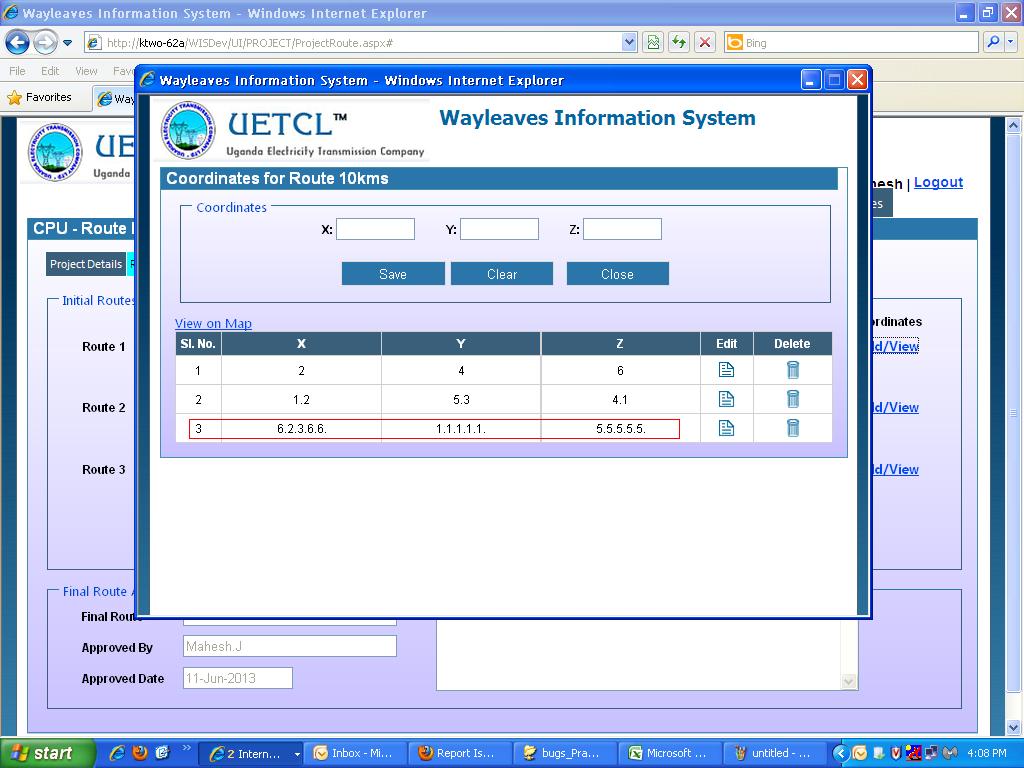 Wayleaves Information System - Windows Internet Explorer
http://ktwo-62a/WISDev/UI/PROJECT/ProjectRoute.aspx#
Bing
File Edit View
Favorites
Wayleaves Information System - Windows Internet Explorer
UETCL™
Uganda Electricity Transmission Company
Wayleaves Information System
UE
Uganda
Logout
Coordinates for Route 10kms
Coordinates
X: Y: Z:
Save Clear Close
View on Map
Sl. No. X Y Z Edit Delete
1 2 4 6
2 1.2 5.3 4.1
3 6.2.3.6.6. 1.1.1.1.1. 5.5.5.5.5.
CPU - Route
Project Details
Initial Routes
Route 1
Route 2
Route 3
d/View
d/View
d/View
Final Route
Final Rout
Approved By Mahesh.J
Approved Date 11-Jun-2013
start
2 Intern...
Inbox - Mi...
Report Is...
bugs_Pra...
Microsoft ...
untitled - ...
4:08 PM